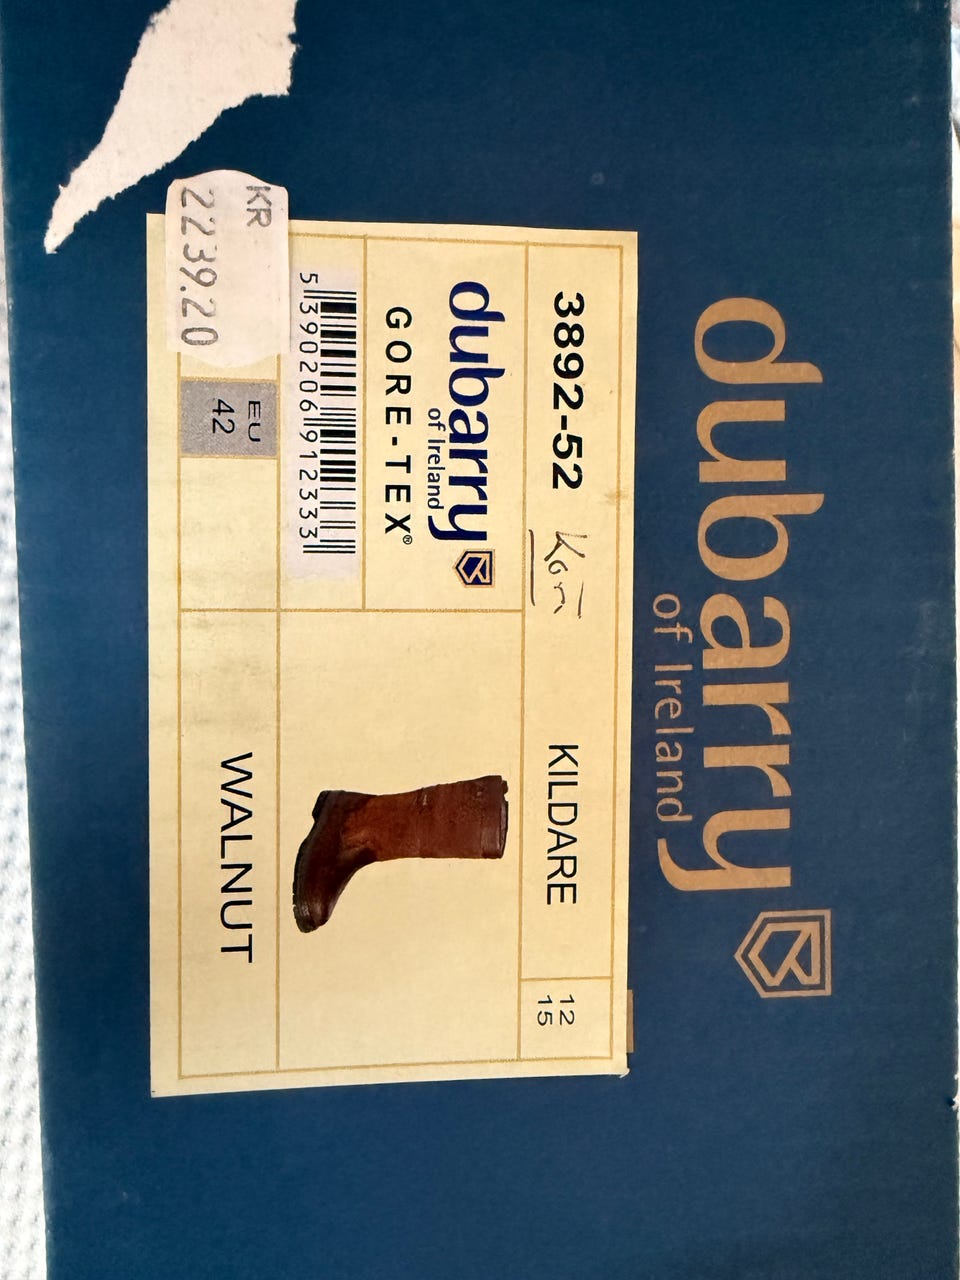 dubarry
of Ireland
3892-52
KILDARE
12
15
dubarry
of Ireland
GORE-TEX®
5390206912333
KR
2239.20
EU
42
WALNUT